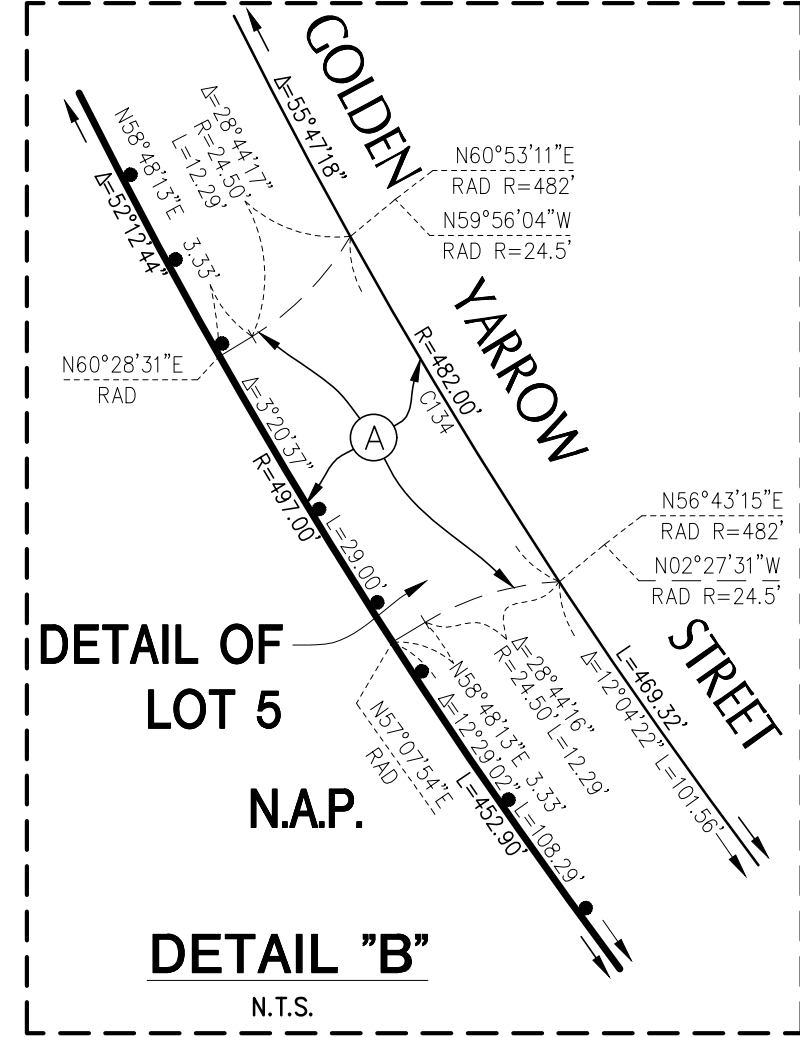 GOLDEN
YARROW
STREET
Δ=55°47'18"
Δ=28°44'17"
R=24.50'
L=12.29'
N58°48'13"E 3.33'
Δ=52°12'44"
N60°53'11"E
RAD R=482'
N59°56'04"W
RAD R=24.5'
N60°28'31"E
RAD
R=482.00'
C134
A
Δ=3°20'37"
R=497.00'
L=29.00'
N56°43'15"E
RAD R=482'
N02°27'31"W
RAD R=24.5'
DETAIL OF
LOT 5
L=469.32'
Δ=12°04'22" L=101.56'
Δ=28°44'16"
R=24.50' L=12.29'
N58°48'13"E 3.33'
Δ=12°29'02" L=108.29'
L=452.90'
N57°07'54"E
RAD
N.A.P.
DETAIL "B"
N.T.S.